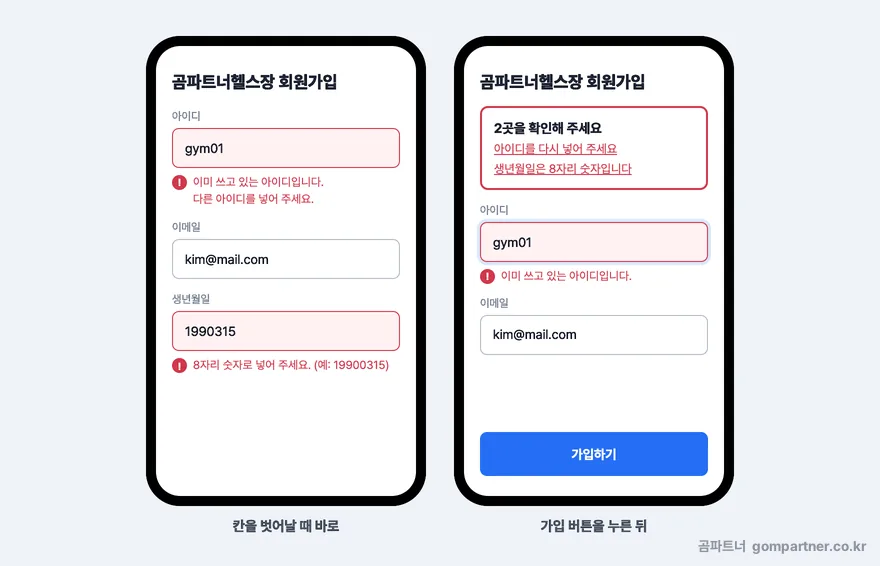 곰파트너헬스장 회원가입
아이디
gym01
! 이미 쓰고 있는 아이디입니다.
다른 아이디를 넣어 주세요.
이메일
kim@mail.com
생년월일
1990315
! 8자리 숫자로 넣어 주세요. (예: 19900315)
칸을 벗어날 때 바로
곰파트너헬스장 회원가입
2곳을 확인해 주세요
아이디를 다시 넣어 주세요
생년월일은 8자리 숫자입니다
아이디
gym01
! 이미 쓰고 있는 아이디입니다.
이메일
kim@mail.com
가입하기
가입 버튼을 누른 뒤
곰파트너 gompartner.co.kr